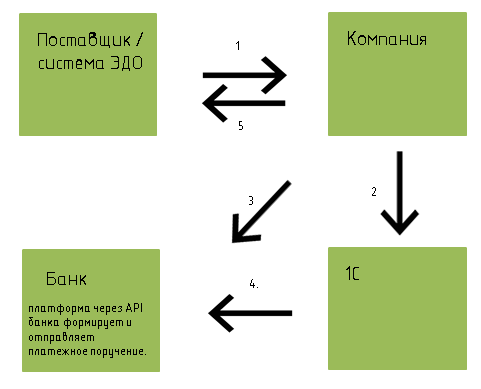 Поставщик /
система ЭДО
1
Компания
5
3
2
Банк
платформа через API
банка формирует и
отправляет
платежное поручение.
4.
1С